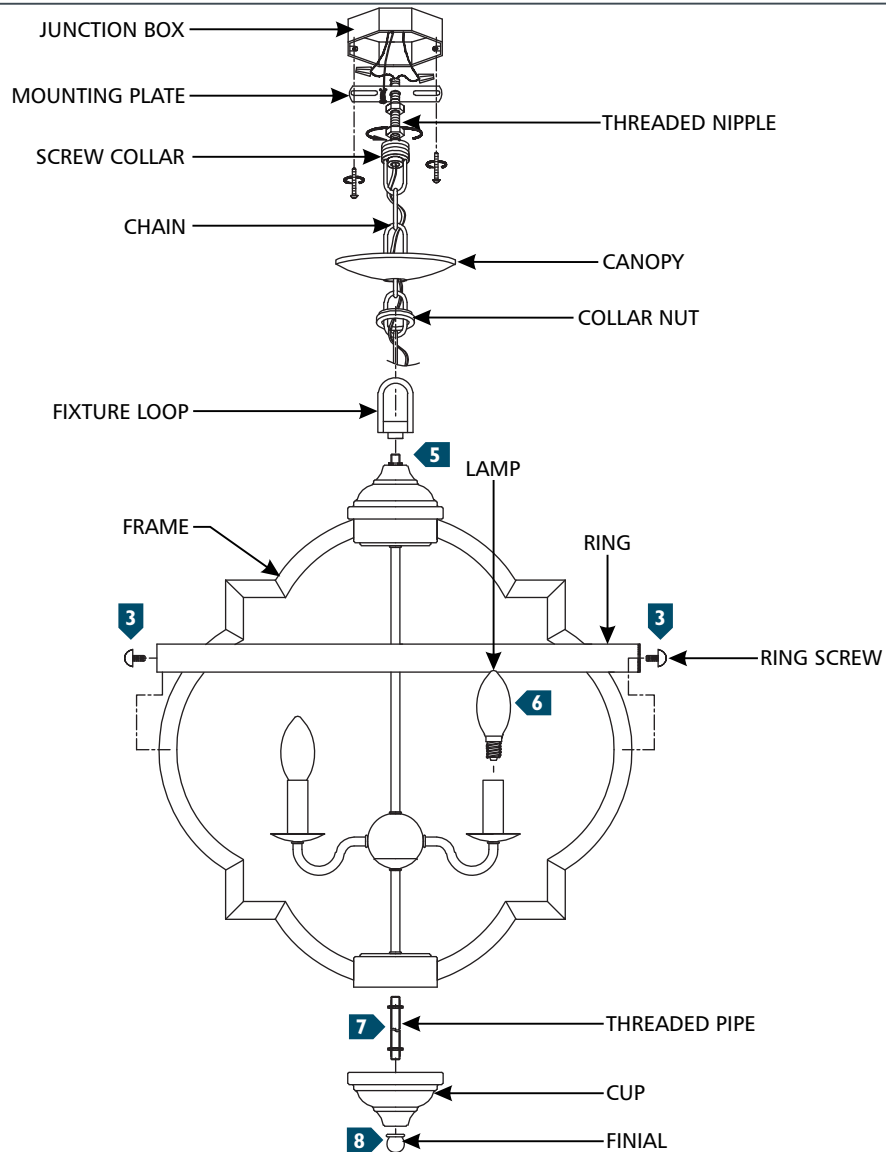 JUNCTION BOX
MOUNTING PLATE
THREADED NIPPLE
SCREW COLLAR
CHAIN
CANOPY
COLLAR NUT
FIXTURE LOOP
5
LAMP
FRAME
RING
3
3
RING SCREW
6
7
THREADED PIPE
CUP
8
FINIAL